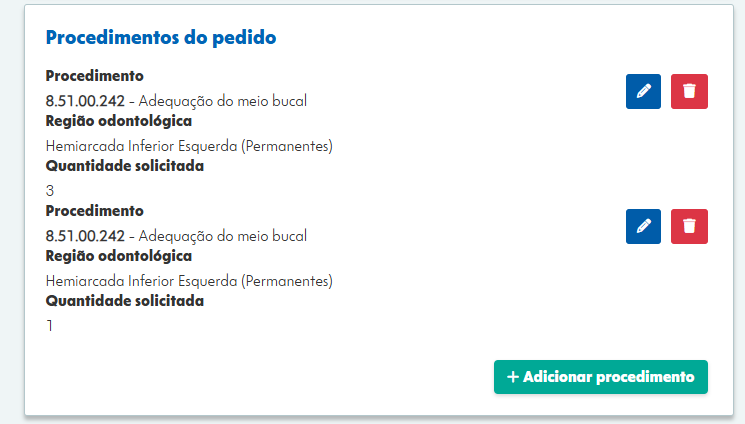 Procedimentos do pedido
Procedimento
8.51.00.242 - Adequação do meio bucal
Região odontológica
Hemiarcada Inferior Esquerda (Permanentes)
Quantidade solicitada
3
Procedimento
8.51.00.242 - Adequação do meio bucal
Região odontológica
Hemiarcada Inferior Esquerda (Permanentes)
Quantidade solicitada
1
+ Adicionar procedimento